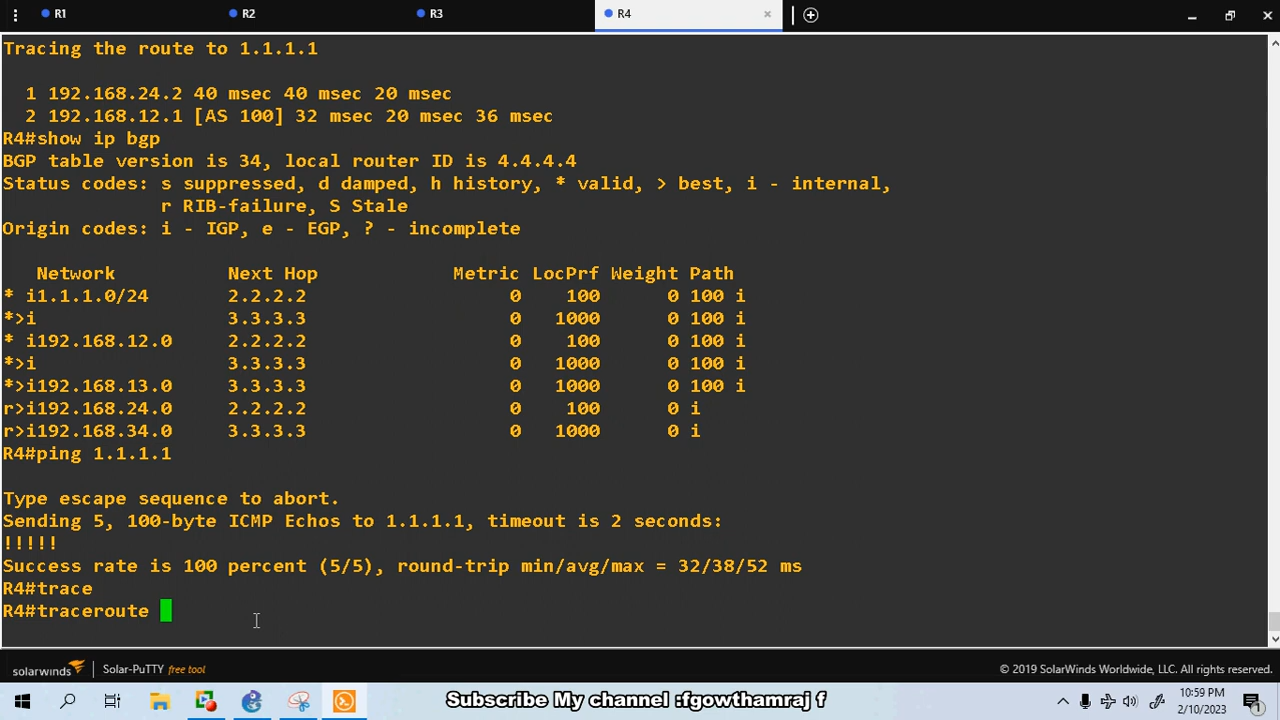 R1 R2 R3 R4
Tracing the route to 1.1.1.1
1 192.168.24.2 40 msec 40 msec 20 msec
2 192.168.12.1 [AS 100] 32 msec 20 msec 36 msec
R4#show ip bgp
BGP table version is 34, local router ID is 4.4.4.4
Status codes: s suppressed, d damped, h history, * valid, > best, i - internal,
r RIB-failure, S Stale
Origin codes: i - IGP, e - EGP, ? - incomplete
Network Next Hop Metric LocPrf Weight Path
* i1.1.1.0/24 2.2.2.2 0 100 0 100 i
*>i 3.3.3.3 0 1000 0 100 i
* i192.168.12.0 2.2.2.2 0 100 0 100 i
*>i 3.3.3.3 0 1000 0 100 i
*>i192.168.13.0 3.3.3.3 0 1000 0 100 i
r>i192.168.24.0 2.2.2.2 0 100 0 i
r>i192.168.34.0 3.3.3.3 0 1000 0 i
R4#ping 1.1.1.1
Type escape sequence to abort.
Sending 5, 100-byte ICMP Echos to 1.1.1.1, timeout is 2 seconds:
!!!!!
Success rate is 100 percent (5/5), round-trip min/avg/max = 32/38/52 ms
R4#trace
R4#traceroute
solarwinds Solar-PuTTY free tool © 2019 SolarWinds Worldwide, LLC. All rights reserved.
Subscribe My channel :fgowthamraj f
10:59 PM
2/10/2023
1